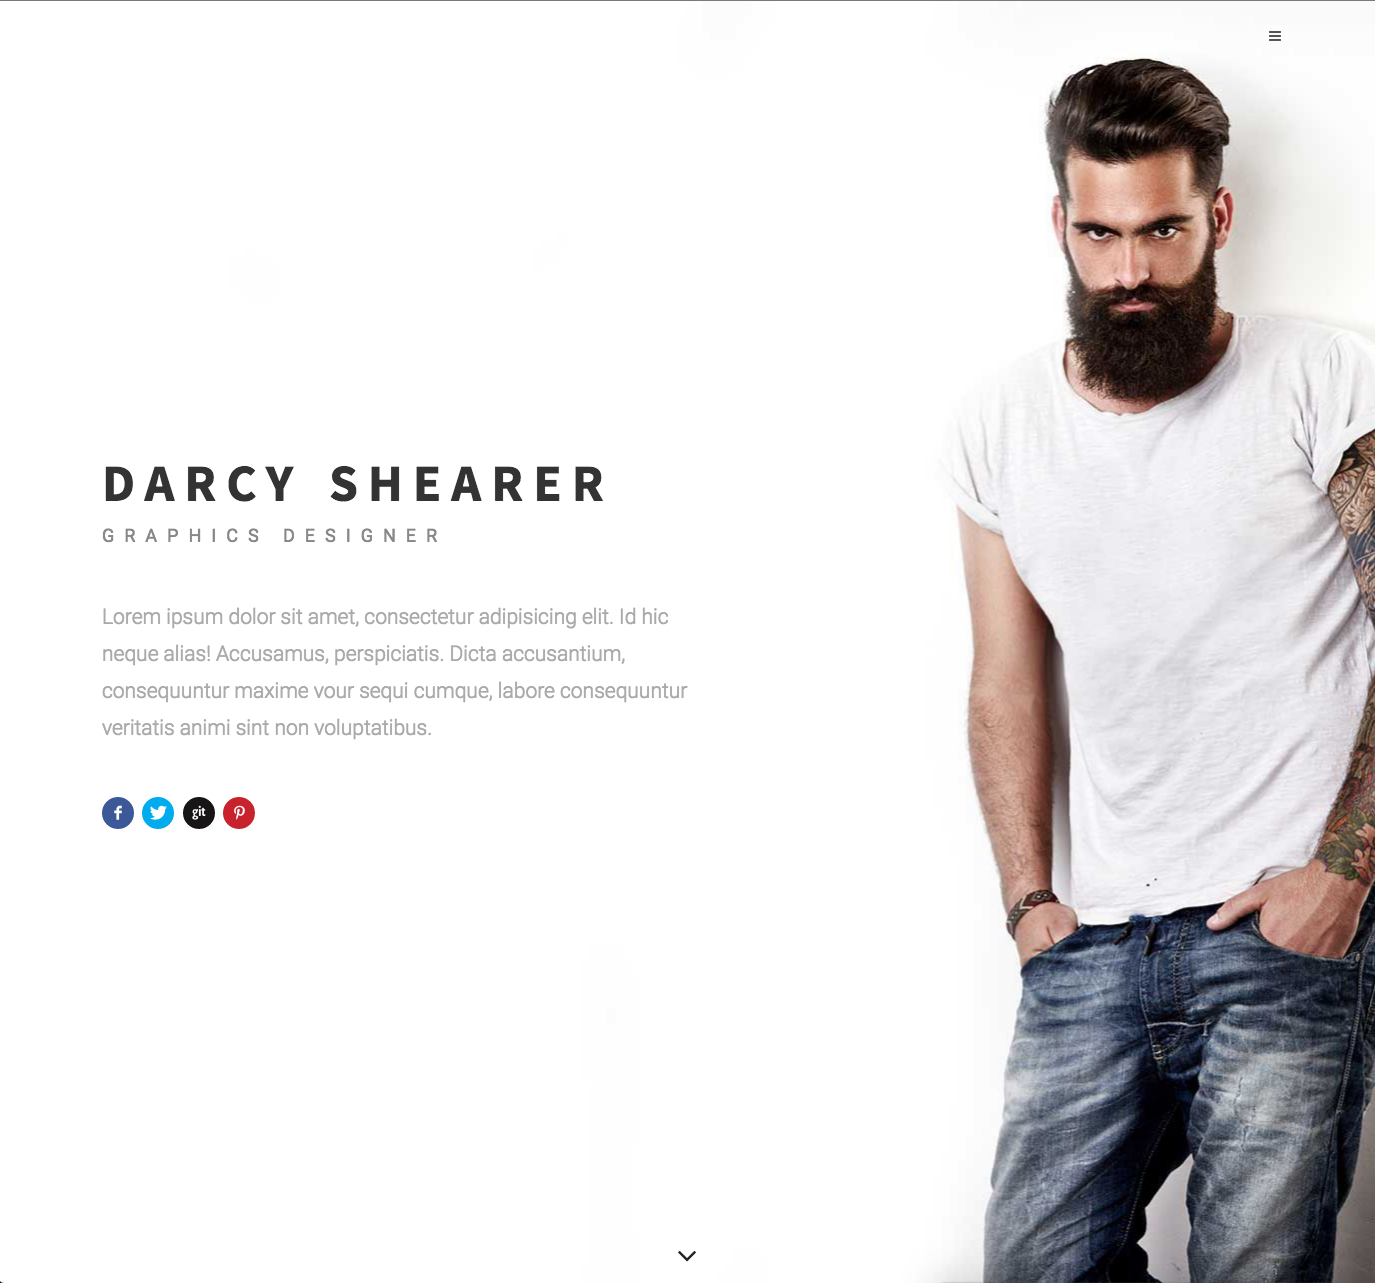 DARCY SHEARER
GRAPHICS DESIGNER
Lorem ipsum dolor sit amet, consectetur adipisicing elit. Id hic
neque alias! Accusamus, perspiciatis. Dicta accusantium,
consequuntur maxime vour sequi cumque, labore consequuntur
veritatis animi sint non voluptatibus.
f git p